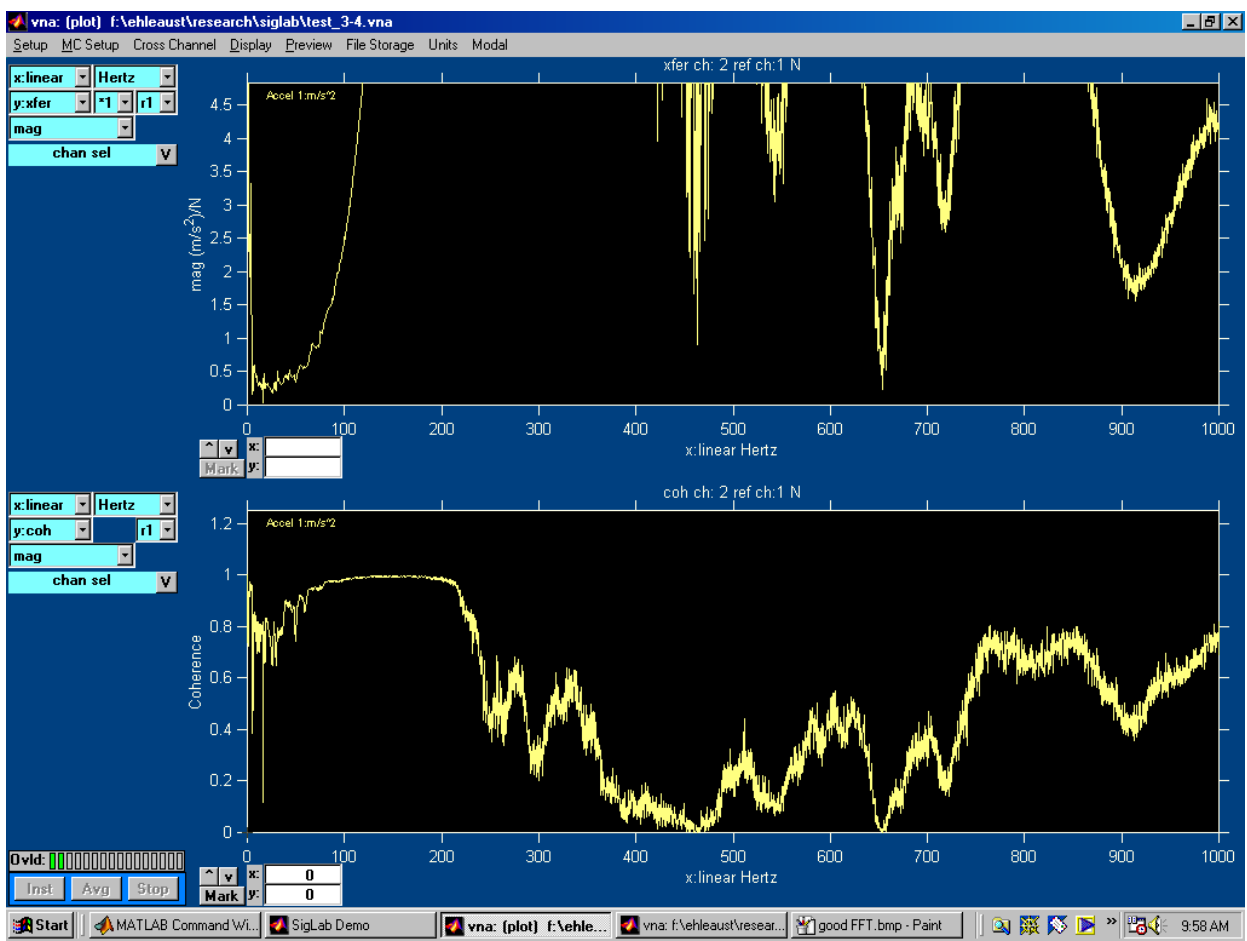 vna: (plot) f:\ehleaust\research\siglab\test_3-4.vna
Setup MC Setup Cross Channel Display Preview File Storage Units Modal
xfer ch: 2 ref ch:1 N
x:linear Hertz
y:xfer *1 r1
mag
chan sel V
Accel 1:m/s^2
4.5
4
3.5
3
2.5
2
1.5
1
0.5
0
mag (m/s²)/N
0 100 200 300 400 500 600 700 800 900 1000
x:linear Hertz
^ v x:
Mark y:
coh ch: 2 ref ch:1 N
x:linear Hertz
y:coh r1
mag
chan sel V
Accel 1:m/s^2
1.2
1
0.8
0.6
0.4
0.2
0
Coherence
0 100 200 300 400 500 600 700 800 900 1000
x:linear Hertz
Ovld:
Inst Avg Stop
^ v x: 0
Mark y: 0
Start MATLAB Command Wi... SigLab Demo vna: (plot) f:\ehle... vna: f:\ehleaust\resear... good FFT.bmp - Paint » 9:58 AM